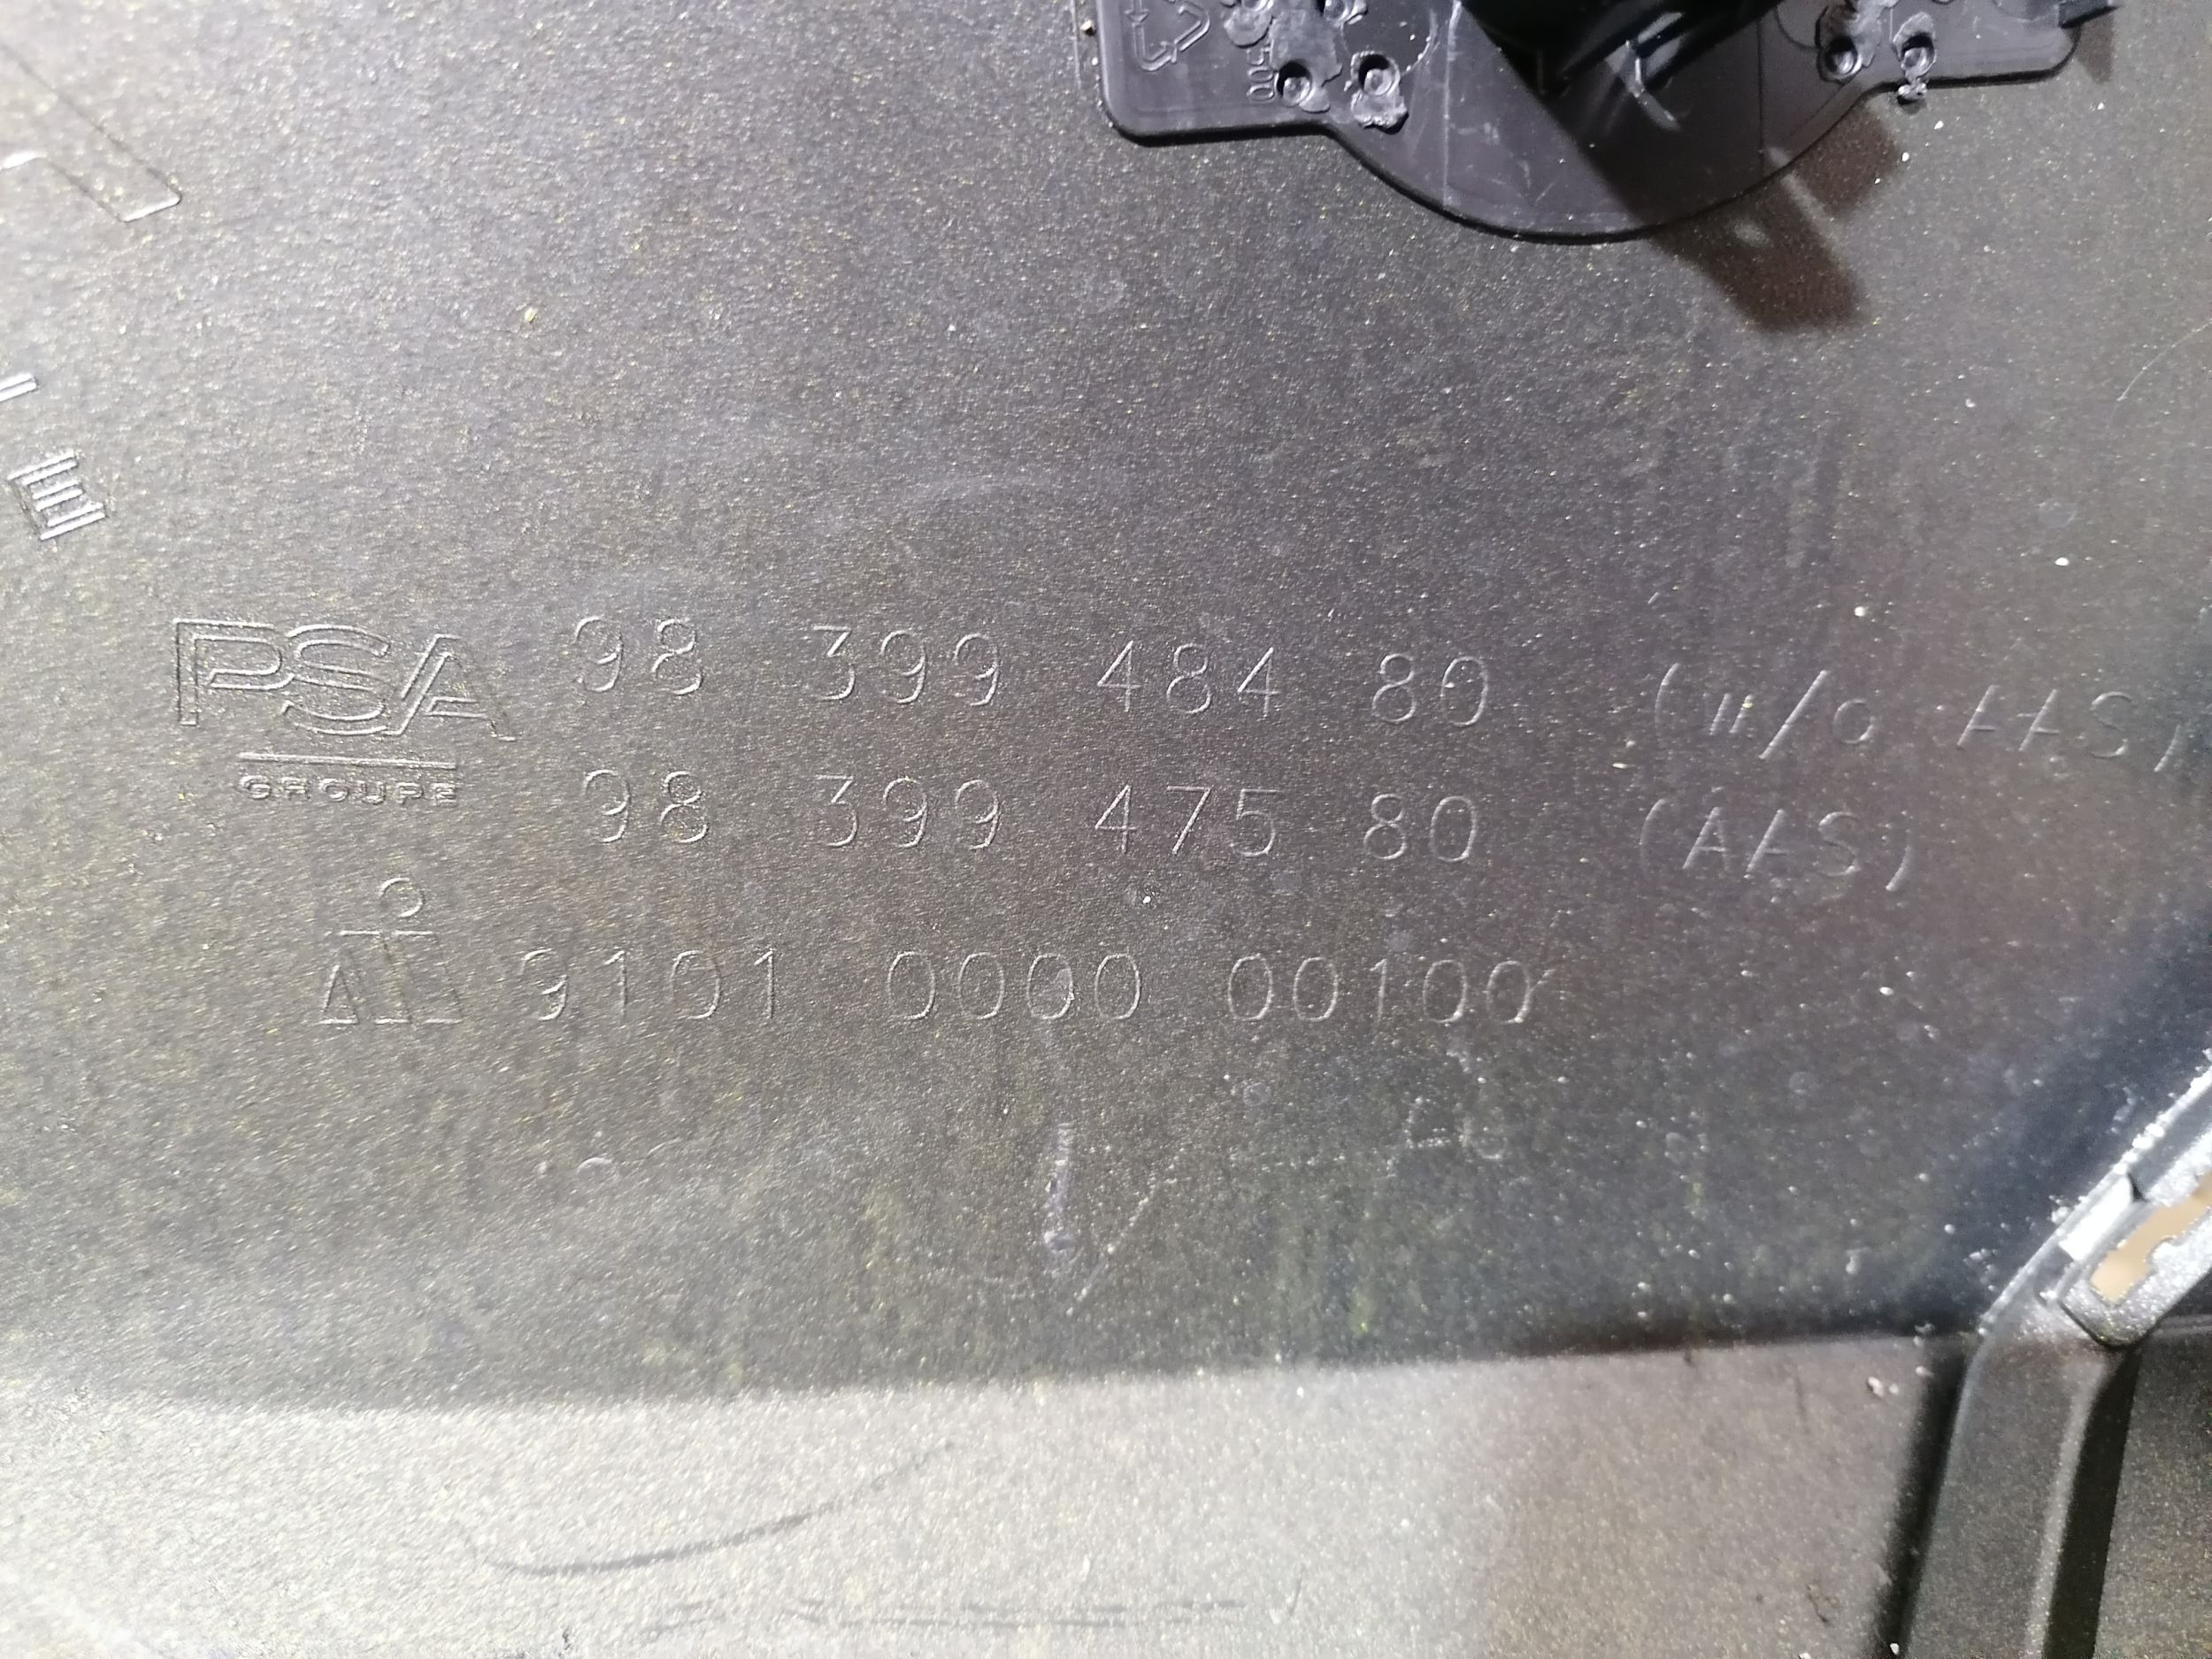 PSA
GROUPE
98 399 484 80 (w/o AAS)
98 399 475 80 (AAS)
9101 0000 00100